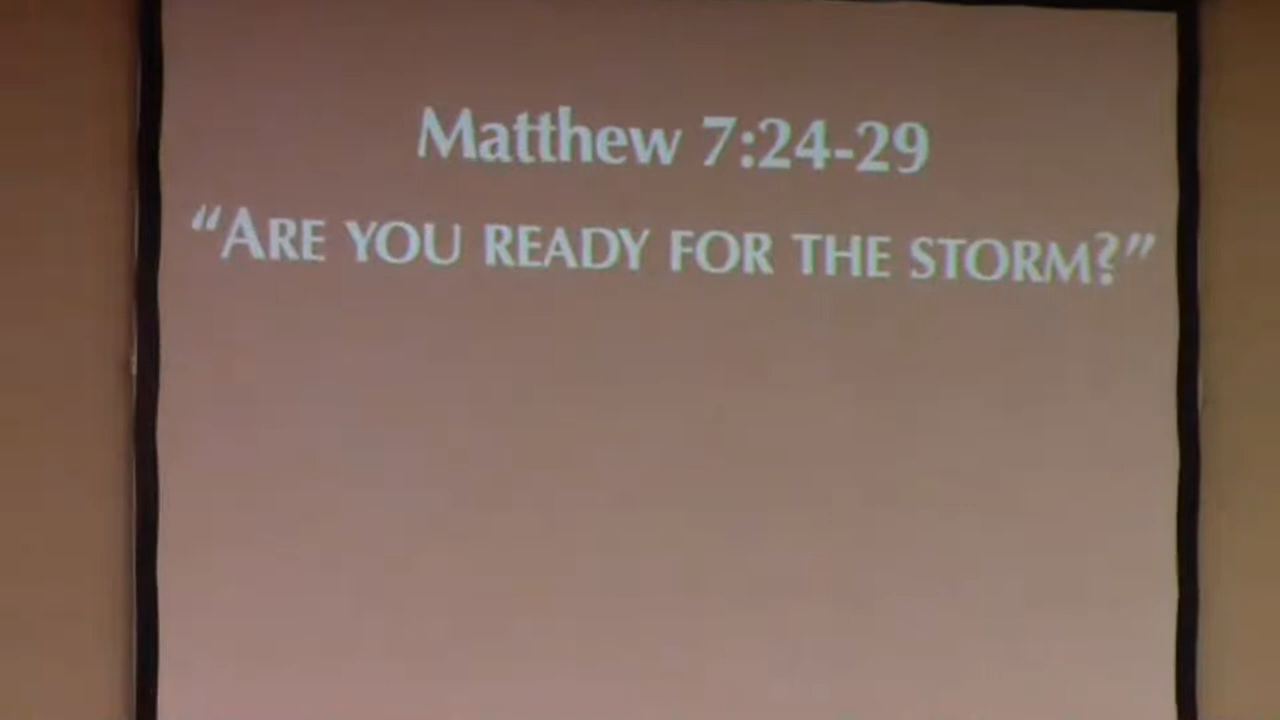 Matthew 7:24-29
“ARE YOU READY FOR THE STORM?”